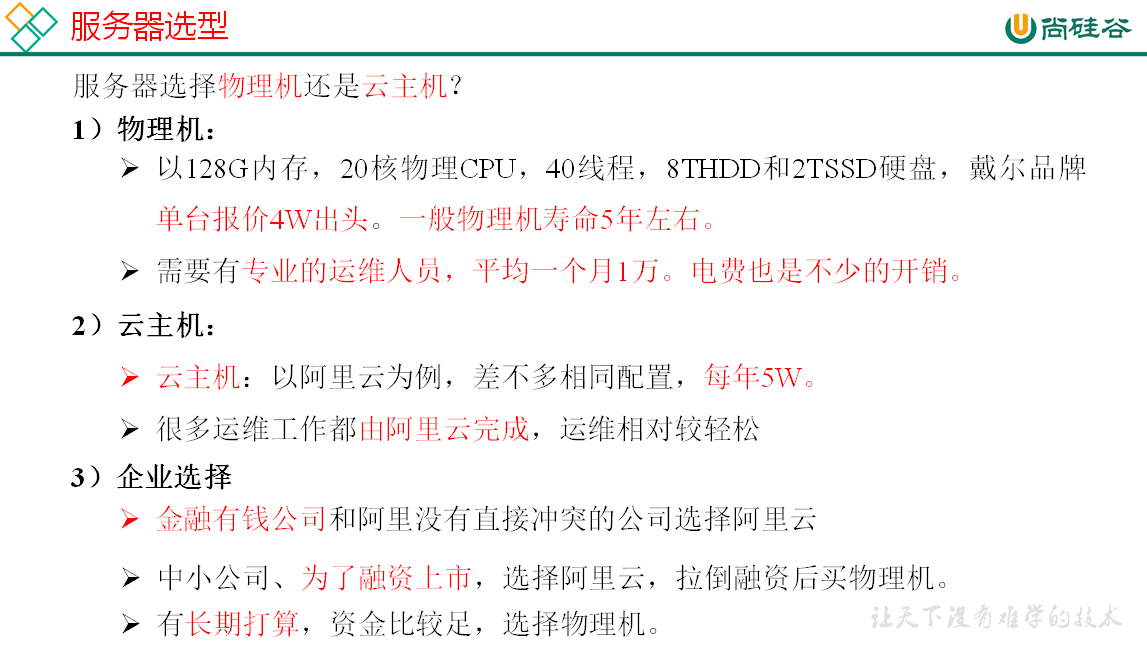 服务器选型
尚硅谷
服务器选择物理机还是云主机？
1）物理机：
➢ 以128G内存，20核物理CPU，40线程，8THDD和2TSSD硬盘，戴尔品牌
单台报价4W出头。一般物理机寿命5年左右。
➢ 需要有专业的运维人员，平均一个月1万。电费也是不少的开销。
2）云主机：
➢ 云主机：以阿里云为例，差不多相同配置，每年5W。
➢ 很多运维工作都由阿里云完成，运维相对较轻松
3）企业选择
➢ 金融有钱公司和阿里没有直接冲突的公司选择阿里云
➢ 中小公司、为了融资上市，选择阿里云，拉倒融资后买物理机。
➢ 有长期打算，资金比较足，选择物理机。
让天下没有难学的技术